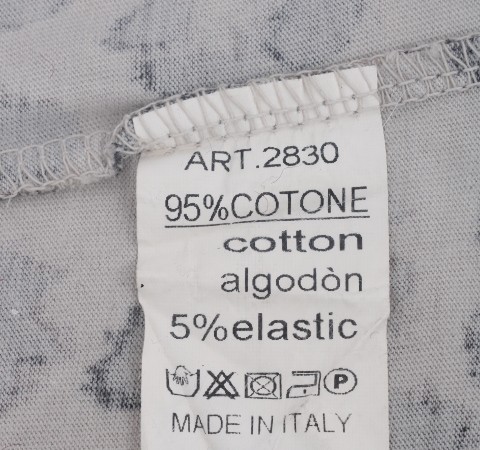 ART.2830
95%COTONE
cotton
algodòn
5%elastic
P
MADE IN ITALY